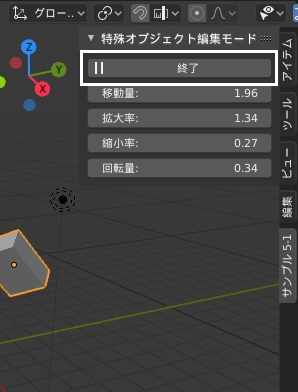 グロー..
▼ 特殊オブジェクト編集モード
終了
移動量: 1.96
拡大率: 1.34
縮小率: 0.27
回転量: 0.34
Z
Y
X
アイテム
ツール
ビュー
編集
サンプル 5-1